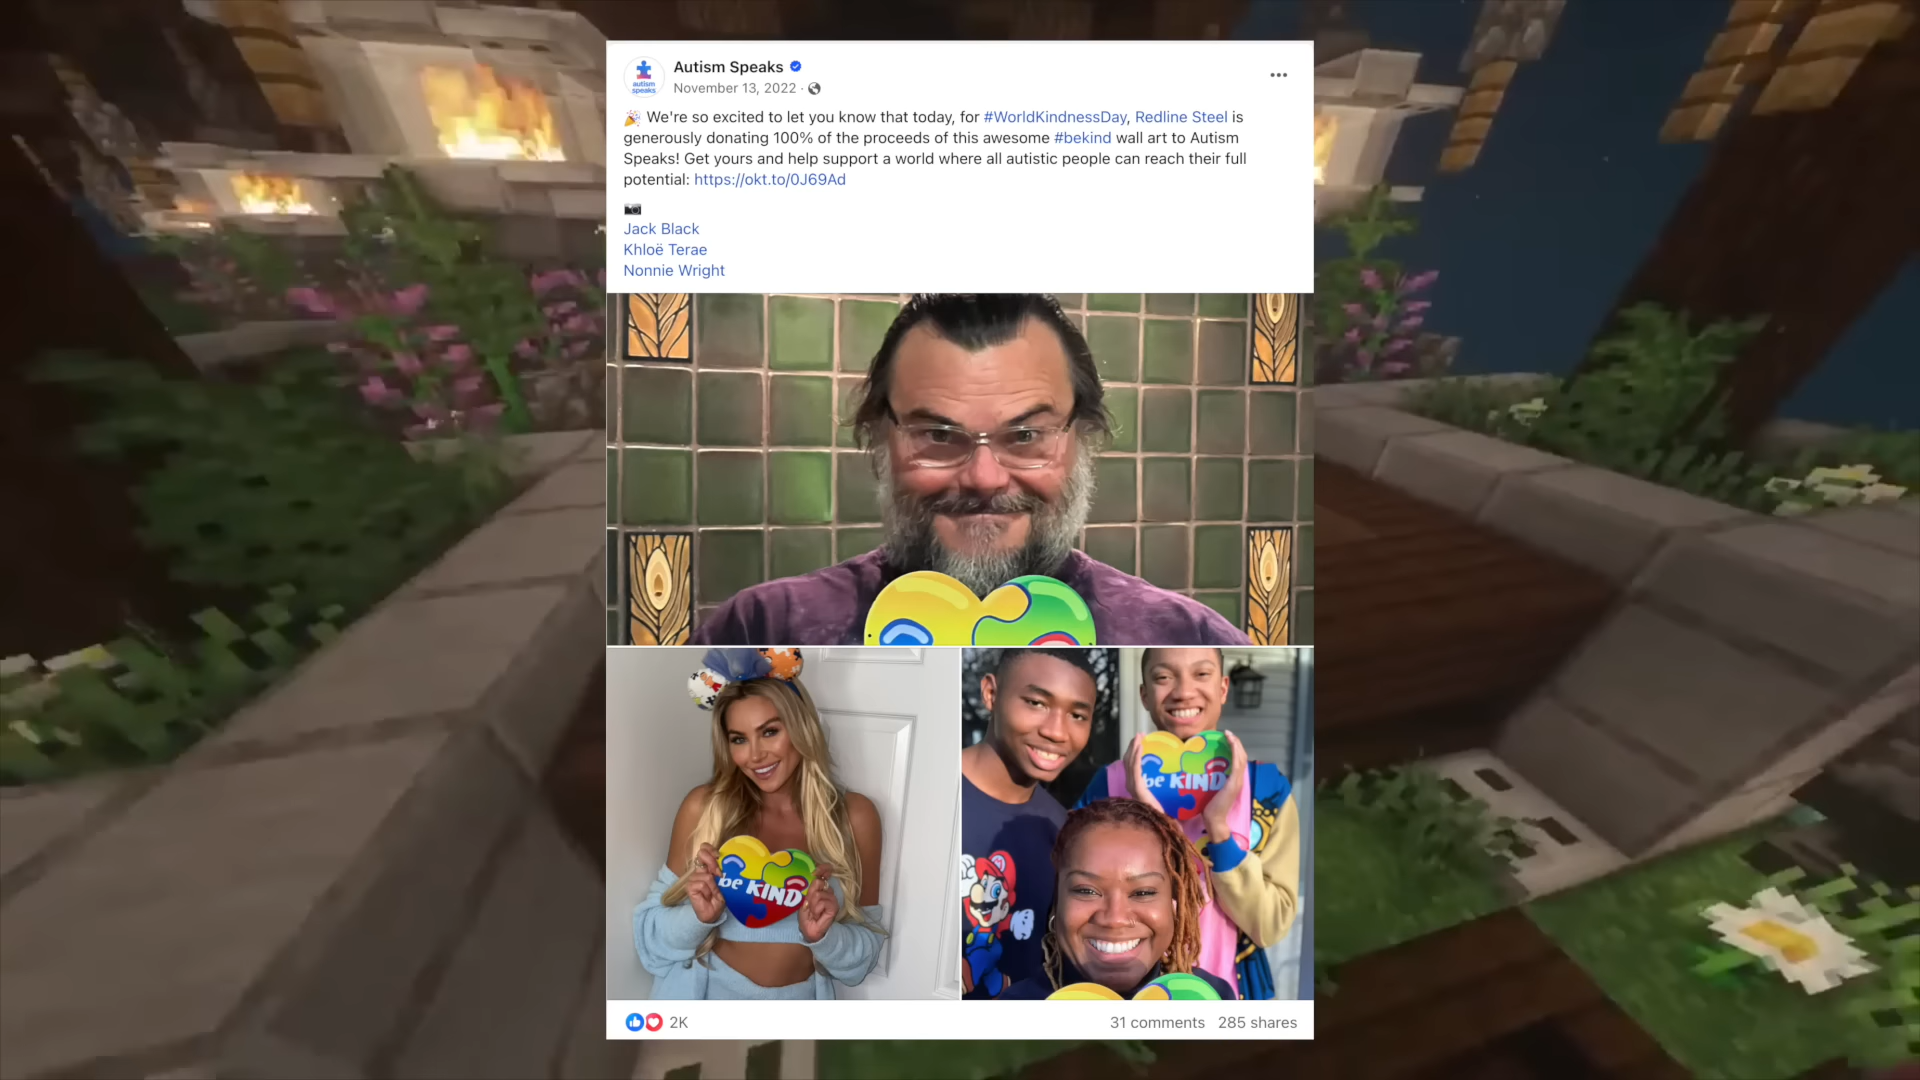 Autism Speaks
autism
speaks
November 13, 2022 ·
🎉 We're so excited to let you know that today, for #WorldKindnessDay, Redline Steel is
generously donating 100% of the proceeds of this awesome #bekind wall art to Autism
Speaks! Get yours and help support a world where all autistic people can reach their full
potential: https://okt.to/0J69Ad
📷
Jack Black
Khloë Terae
Nonnie Wright
be KIND
be KIND
2K
31 comments 285 shares